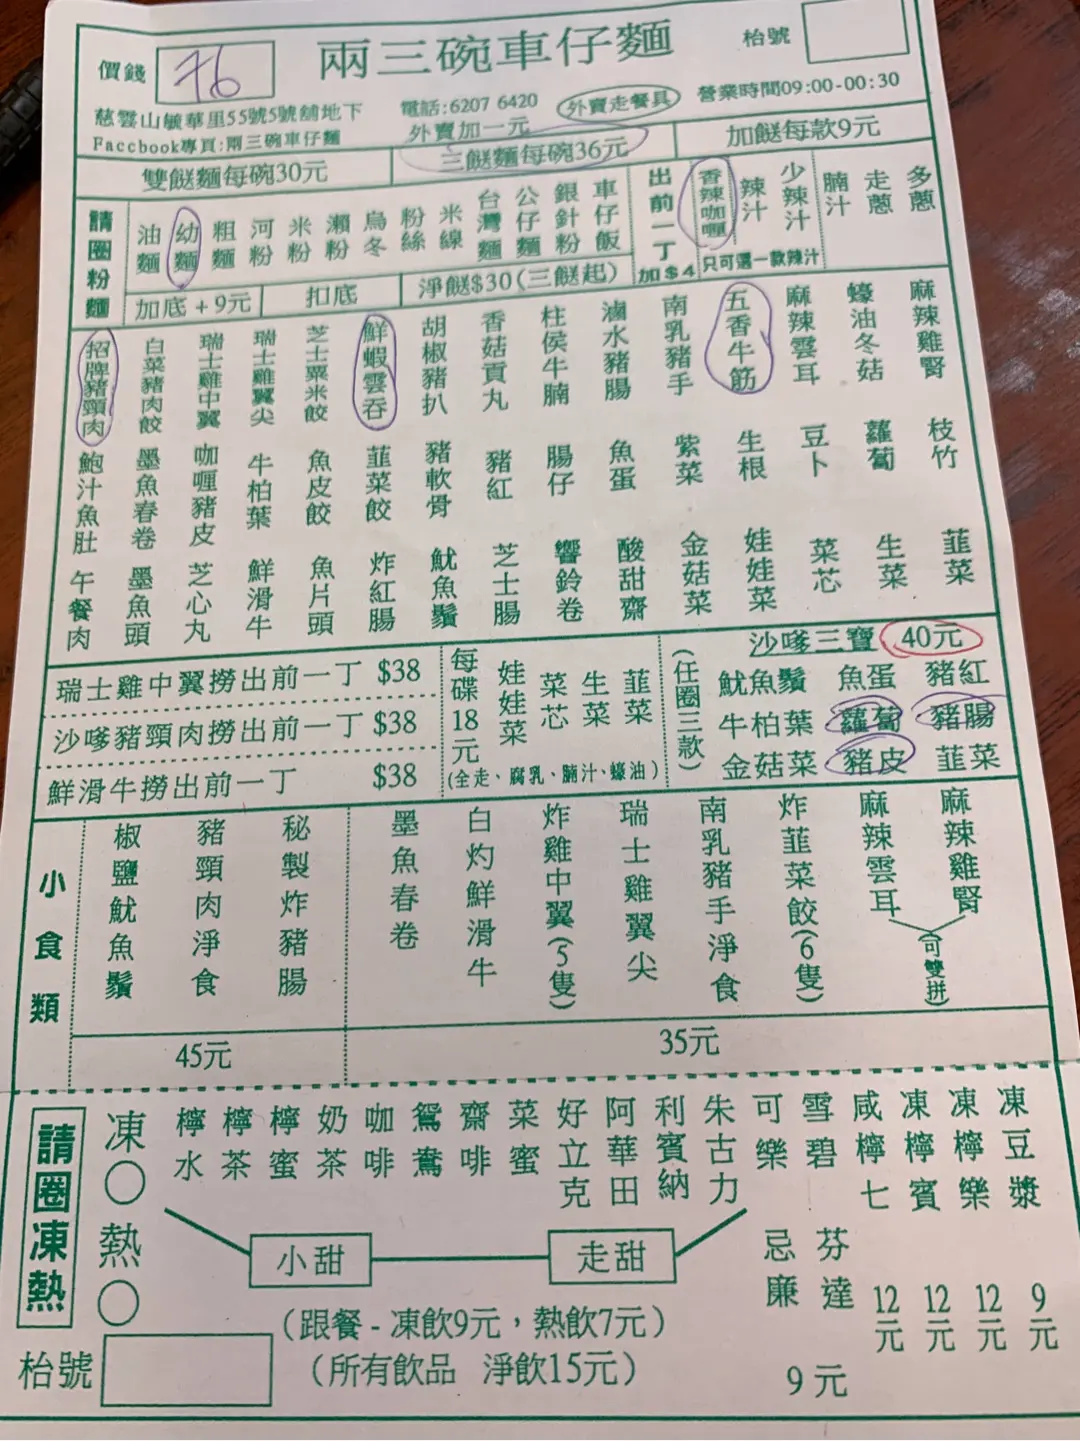 兩三碗車仔麵
價錢 76
枱號
慈雲山毓華里55號5號舖地下
電話:6207 6420
外賣走餐具
營業時間09:00-00:30
Faccbook專頁:兩三碗車仔麵
外賣加一元
雙餸麵每碗30元
三餸麵每碗36元
加餸每款9元
請圈粉麵
油麵 幼麵 粗麵 河粉 米粉 瀨粉 烏冬 粉絲 米線 台灣麵 公仔麵 銀針粉 車仔飯
出前一丁加$4
香辣咖喱 辣汁 少辣汁
只可選一款辣汁
腩汁 走蔥 多蔥
加底+9元 扣底 淨餸$30(三餸起)
招牌豬頸肉 白菜豬肉餃 瑞士雞中翼 瑞士雞翼尖 芝士粟米餃 鮮蝦雲吞 胡椒豬扒 香菇貢丸 柱侯牛腩 滷水豬腸 南乳豬手 五香牛筋 麻辣雲耳 蠔油冬菇 麻辣雞腎
鮑汁魚肚 墨魚春卷 咖喱豬皮 牛柏葉 魚皮餃 韮菜餃 豬軟骨 豬紅 腸仔 魚蛋 紫菜 生根 豆卜 蘿蔔 枝竹
午餐肉 墨魚頭 芝心丸 鮮滑牛 魚片頭 炸紅腸 魷魚鬚 芝士腸 響鈴卷 酸甜齋 金菇菜 娃娃菜 菜芯 生菜 韮菜
瑞士雞中翼撈出前一丁 $38
沙嗲豬頸肉撈出前一丁 $38
鮮滑牛撈出前一丁 $38
每碟18元
娃娃菜 菜芯 生菜 韮菜
(全走、腐乳、腩汁、蠔油)
沙嗲三寶 40元
(任圈三款)
魷魚鬚 魚蛋 豬紅
牛柏葉 蘿蔔 豬腸
金菇菜 豬皮 韮菜
小食類
椒鹽魷魚鬚 豬頸肉淨食 秘製炸豬腸
45元
墨魚春卷 白灼鮮滑牛 炸雞中翼(5隻) 瑞士雞翼尖 南乳豬手淨食 炸韮菜餃(6隻) 麻辣雲耳 麻辣雞腎
(可雙拼)
35元
請圈凍熱
凍○熱○
檸水 檸茶 檸蜜 奶茶 咖啡 鴛鴦 齋啡 菜蜜 好立克 阿華田 利賓納 朱古力
可樂 雪碧 忌廉 芬達
9元
咸檸七 12元
凍檸賓 12元
凍檸樂 12元
凍豆漿 9元
小甜 走甜
(跟餐-凍飲9元，熱飲7元)
(所有飲品 淨飲15元)
枱號